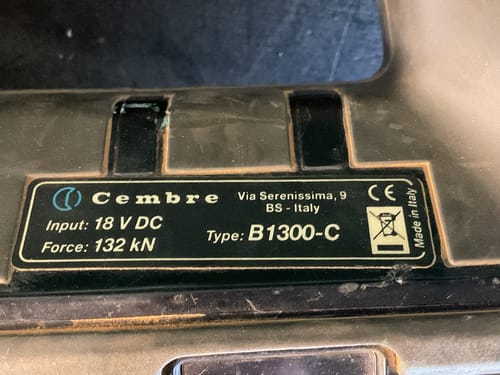 Cembre
Via Serenissima, 9
BS - Italy
Input: 18 V DC
Force: 132 kN
Type: B1300-C
CE
Made in Italy